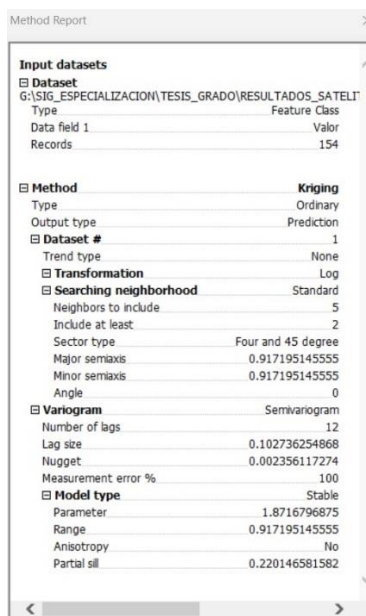 Method Report
Input datasets
Dataset
G:\SIG_ESPECIALIZACION\TESIS_GRADO\RESULTADOS_SATELIT
Type Feature Class
Data field 1 Valor
Records 154
Method Kriging
Type Ordinary
Output type Prediction
Dataset # 1
Trend type None
Transformation Log
Searching neighborhood Standard
Neighbors to include 5
Include at least 2
Sector type Four and 45 degree
Major semiaxis 0.917195145555
Minor semiaxis 0.917195145555
Angle 0
Variogram Semivariogram
Number of lags 12
Lag size 0.102736254868
Nugget 0.002356117274
Measurement error % 100
Model type Stable
Parameter 1.8716796875
Range 0.917195145555
Anisotropy No
Partial sill 0.220146581582